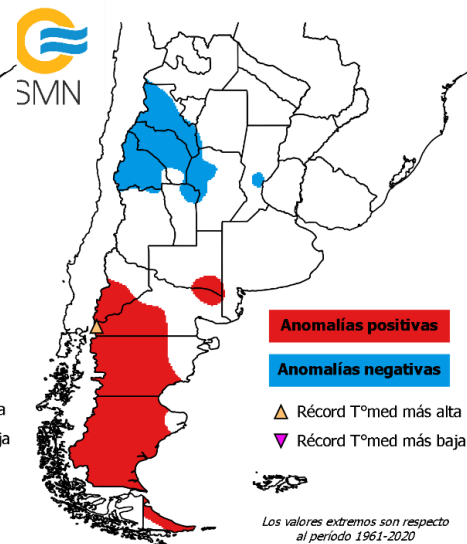 SMN
Anomalías positivas
Anomalías negativas
Récord T°med más alta
Récord T°med más baja
Los valores extremos son respecto
al período 1961-2020